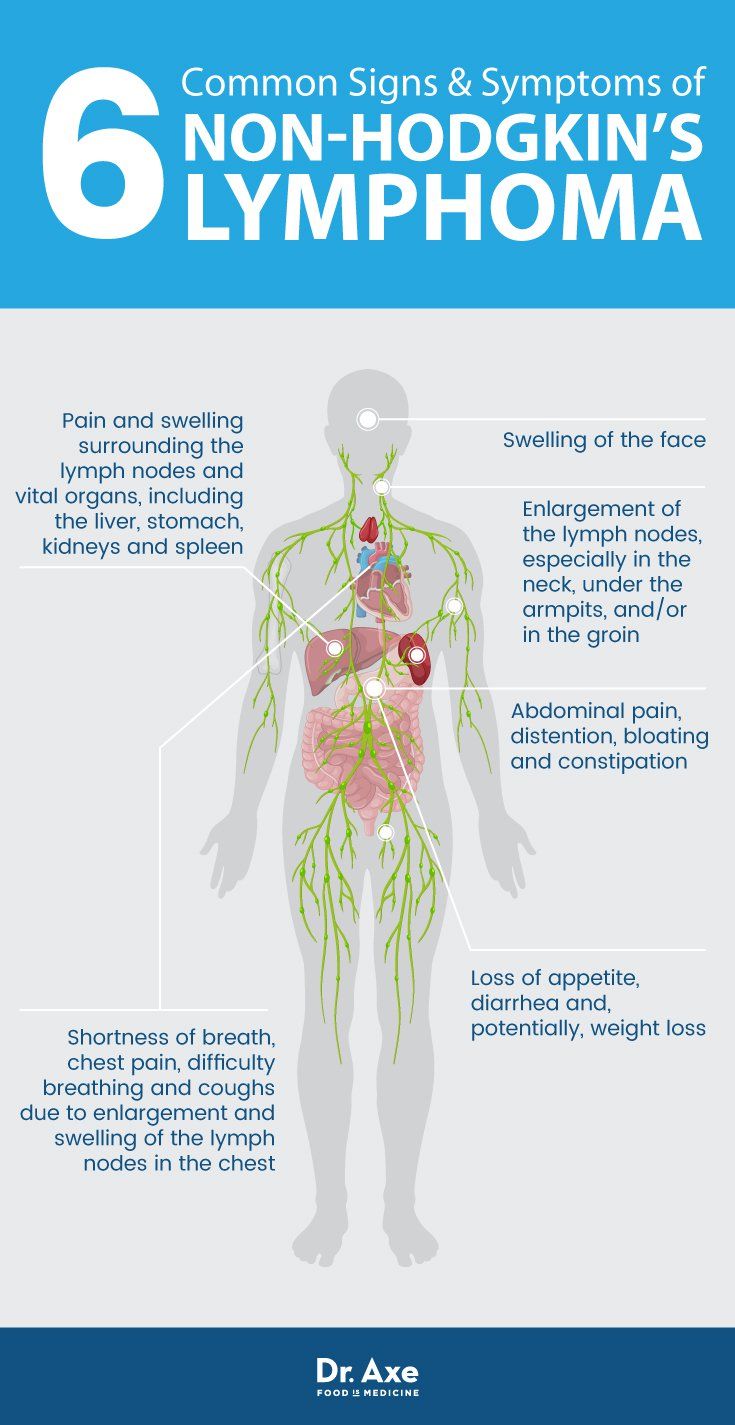 6
Common Signs & Symptoms of
NON-HODGKIN'S
LYMPHOMA
Pain and swelling
surrounding the
lymph nodes and
vital organs, including
the liver, stomach,
kidneys and spleen
Swelling of the face
Enlargement of
the lymph nodes,
especially in the
neck, under the
armpits, and/or
in the groin
Abdominal pain,
distention, bloating
and constipation
Loss of appetite,
diarrhea and,
potentially, weight loss
Shortness of breath,
chest pain, difficulty
breathing and coughs
due to enlargement and
swelling of the lymph
nodes in the chest
Dr. Axe
FOOD IS MEDICINE